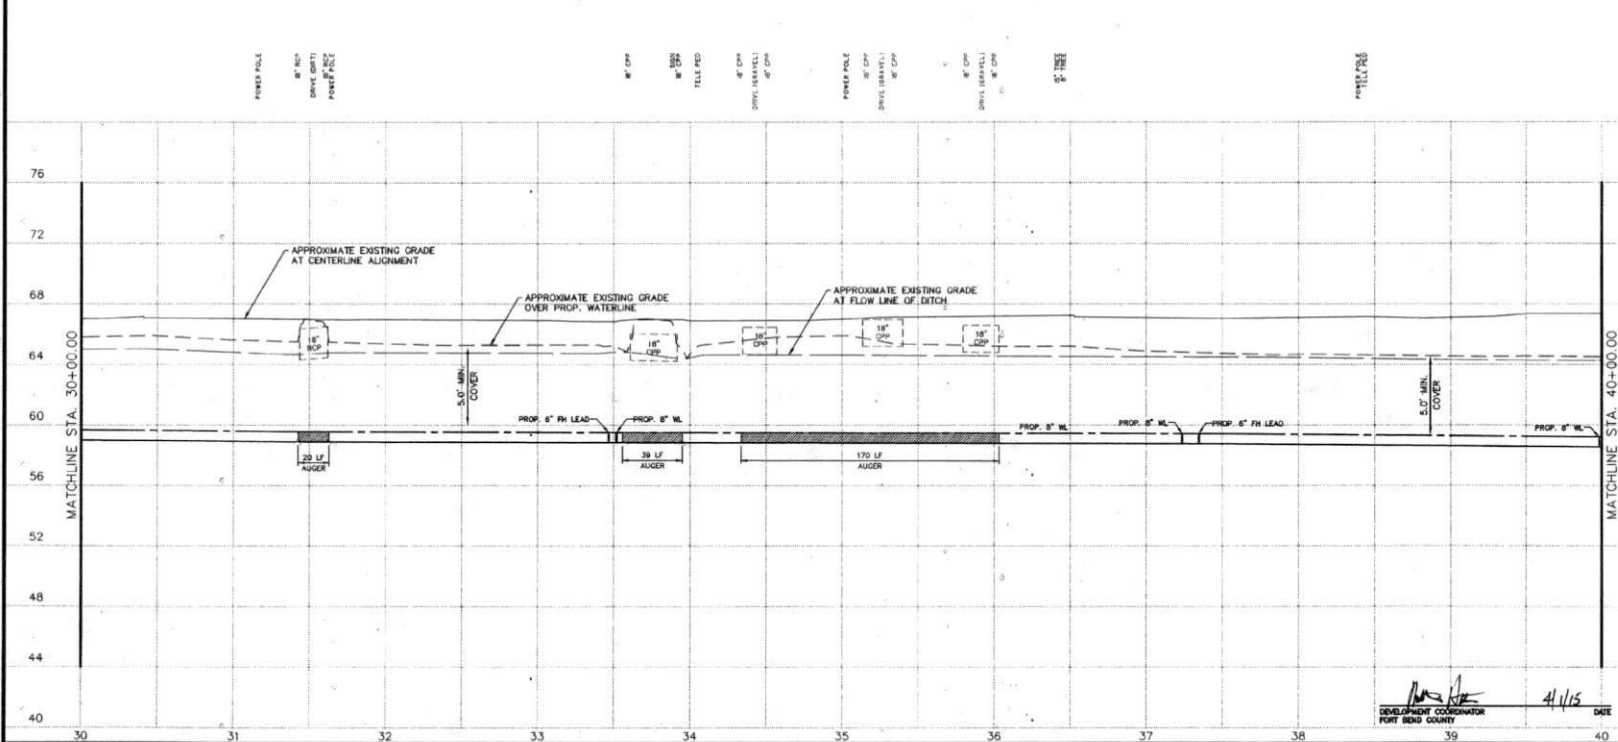 POWER POLE
18" RCP
DRIVE (DIRT)
18" RCP
POWER POLE
18" CPP
SIGN
18" CPP
TELE PED
18" CPP
DRIVE (GRAVEL)
18" CPP
POWER POLE
18" CPP
DRIVE (GRAVEL)
18" CPP
18" CPP
DRIVE (GRAVEL)
18" CPP
POWER POLE
TELE PED
76
72
68
64
60
56
52
48
44
40
MATCHLINE STA. 30+00.00
APPROXIMATE EXISTING GRADE
AT CENTERLINE ALIGNMENT
APPROXIMATE EXISTING GRADE
OVER PROP. WATERLINE
APPROXIMATE EXISTING GRADE
AT FLOW LINE OF DITCH
18"
RCP
18"
CPP
18"
CPP
18"
CPP
18"
CPP
5.0' MIN.
COVER
5.0' MIN.
COVER
PROP. 6" FH LEAD
PROP. 8" WL
PROP. 8" WL
PROP. 8" WL
PROP. 6" FH LEAD
PROP. 8" WL
20 LF
AUGER
39 LF
AUGER
170 LF
AUGER
MATCHLINE STA. 40+00.00
4/1/15
DEVELOPMENT COORDINATOR
FORT BEND COUNTY
DATE
30 31 32 33 34 35 36 37 38 39 40